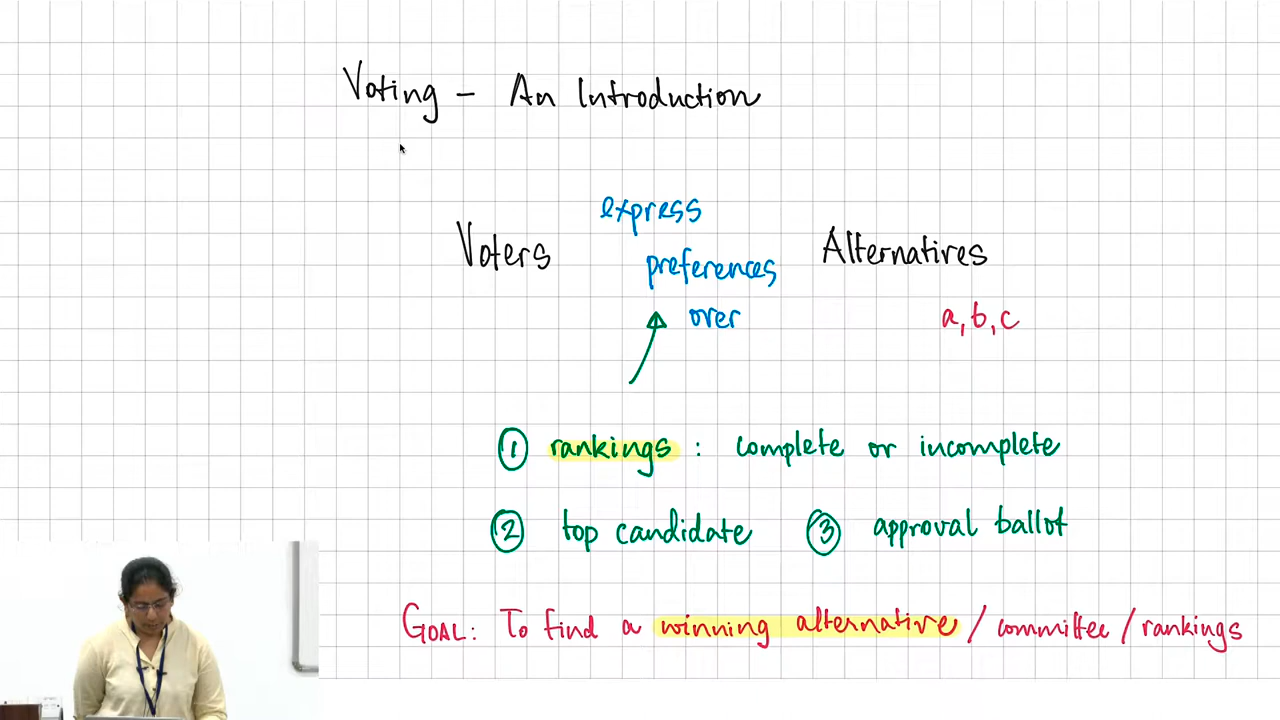 Voting - An Introduction
express
Voters preferences Alternatives
over a, b, c
① rankings : complete or incomplete
② top candidate ③ approval ballot
GOAL: To find a winning alternative / committee / rankings